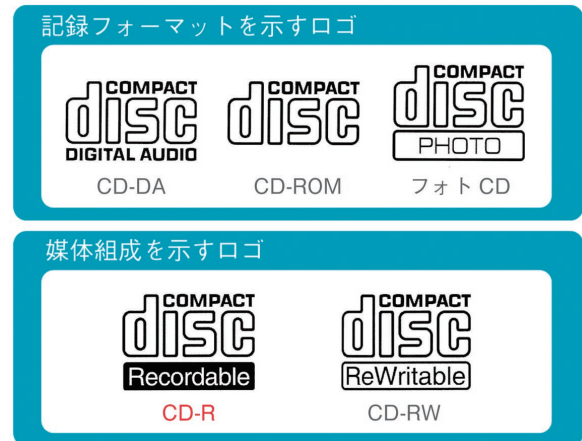 記録フォーマットを示すロゴ
COMPACT
disc
DIGITAL AUDIO
CD-DA
COMPACT
disc
CD-ROM
COMPACT
disc
PHOTO
フォト CD
媒体組成を示すロゴ
COMPACT
disc
Recordable
CD-R
COMPACT
disc
ReWritable
CD-RW